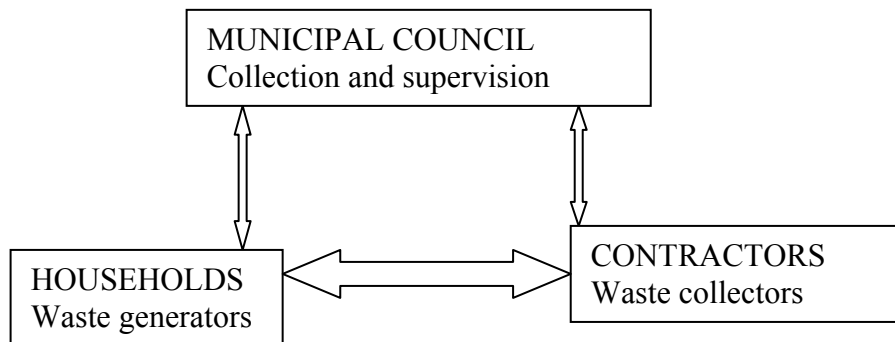 MUNICIPAL COUNCIL
Collection and supervision
HOUSEHOLDS
Waste generators
CONTRACTORS
Waste collectors